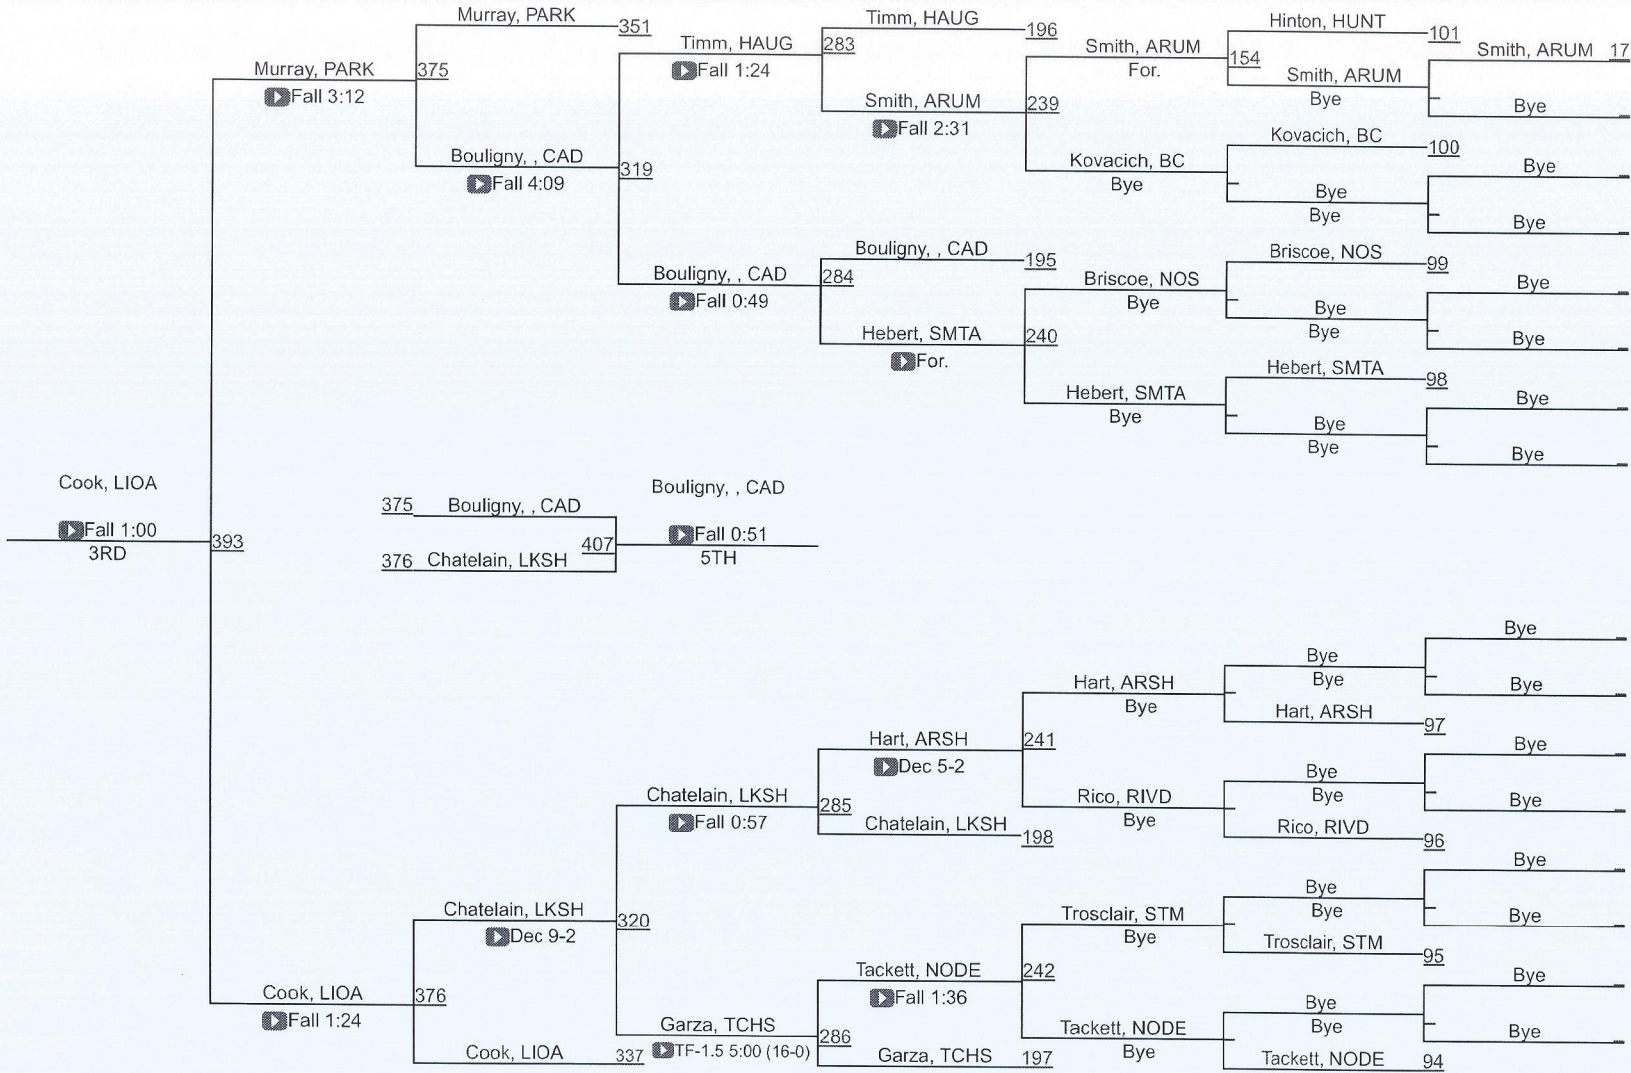 Murray, PARK
351
Timm, HAUG
196
Hinton, HUNT
101
Smith, ARUM 17
Timm, HAUG
283
Smith, ARUM
154
Murray, PARK
375
Fall 1:24
For.
Smith, ARUM
Fall 3:12
Smith, ARUM
239
Bye
Bye
Fall 2:31
Kovacich, BC
100
Bouligny, , CAD
319
Kovacich, BC
Bye
Fall 4:09
Bye
Bye
Bye
Bye
Bouligny, , CAD
195
Briscoe, NOS
99
Bouligny, , CAD
284
Briscoe, NOS
Bye
Fall 0:49
Bye
Bye
Bye
Hebert, SMTA
240
Bye
For.
Hebert, SMTA
98
Hebert, SMTA
Bye
Bye
Bye
Bye
Bye
Cook, LIOA
Bouligny, , CAD
375 Bouligny, , CAD
Fall 1:00
393
407
Fall 0:51
3RD
376 Chatelain, LKSH
5TH
Bye
Bye
Hart, ARSH
Bye
Bye
Bye
Hart, ARSH
97
Hart, ARSH
241
Bye
Dec 5-2
Bye
Chatelain, LKSH
285
Rico, RIVD
Bye
Bye
Fall 0:57
Chatelain, LKSH
198
Bye
Rico, RIVD
96
Bye
Bye
Chatelain, LKSH
320
Trosclair, STM
Bye
Bye
Dec 9-2
Bye
Trosclair, STM
95
Tackett, NODE
242
Bye
Cook, LIOA
376
Fall 1:36
Bye
Fall 1:24
Garza, TCHS
286
Tackett, NODE
Bye
Bye
Cook, LIOA
337
TF-1.5 5:00 (16-0)
Garza, TCHS
197
Bye
Tackett, NODE
94